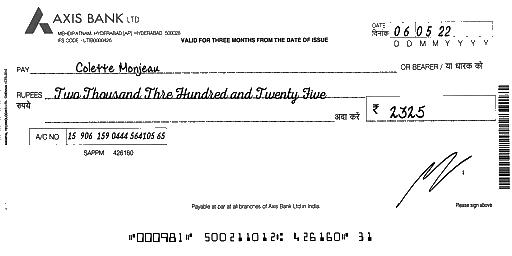 AXIS BANK LTD
MEHDIPATNAM, HYDERABAD [AP] HYDERABAD 500028
IFS CODE - UTIB0000426
VALID FOR THREE MONTHS FROM THE DATE OF ISSUE
DATE
दिनांक 06 05 22
D D M M Y Y Y Y
PAY Colette Monjeau OR BEARER / या धारक को
RUPEES Two Thousand Thre Hundred and Twenty Five
रुपये अदा करें ₹ 2325
A/C NO 15 906 159 0444 564105 65
SAPPM 426160
Payable at par at all branches of Axis Bank Ltd in India.
Please sign above
"000981" 500211012: 426160" 31